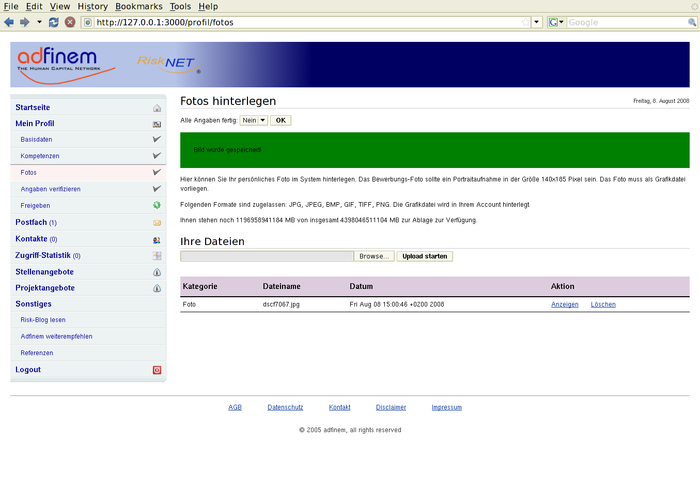 File Edit View History Bookmarks Tools Help
http://127.0.0.1:3000/profil/fotos
Google
adfinem
THE HUMAN CAPITAL NETWORK
RiskNET
Startseite
Mein Profil
Basisdaten
Kompetenzen
Fotos
Angaben verifizieren
Freigeben
Postfach (1)
Kontakte (0)
Zugriff-Statistik (0)
Stellenangebote
Projektangebote
Sonstiges
Risk-Blog lesen
Adfinem weiterempfehlen
Referenzen
Logout
Fotos hinterlegen
Freitag, 8. August 2008
Alle Angaben fertig: Nein OK
Bild wurde gespeichert!
Hier können Sie Ihr persönliches Foto im System hinterlegen. Das Bewerbungs-Foto sollte ein Portraitaufnahme in der Größe 140x185 Pixel sein. Das Foto muss als Grafikdatei
vorliegen.
Folgenden Formate sind zugelassen: JPG, JPEG, BMP, GIF, TIFF, PNG. Die Grafikdatei wird in Ihrem Account hinterlegt.
Ihnen stehen noch 1196958941184 MB von insgesamt 4398046511104 MB zur Ablage zur Verfügung.
Ihre Dateien
Browse... Upload starten
Kategorie Dateiname Datum Aktion
Foto dscf7067.jpg Fri Aug 08 15:00:46 +0200 2008 Anzeigen Löschen
AGB Datenschutz Kontakt Disclaimer Impressum
© 2005 adfinem, all rights reserved